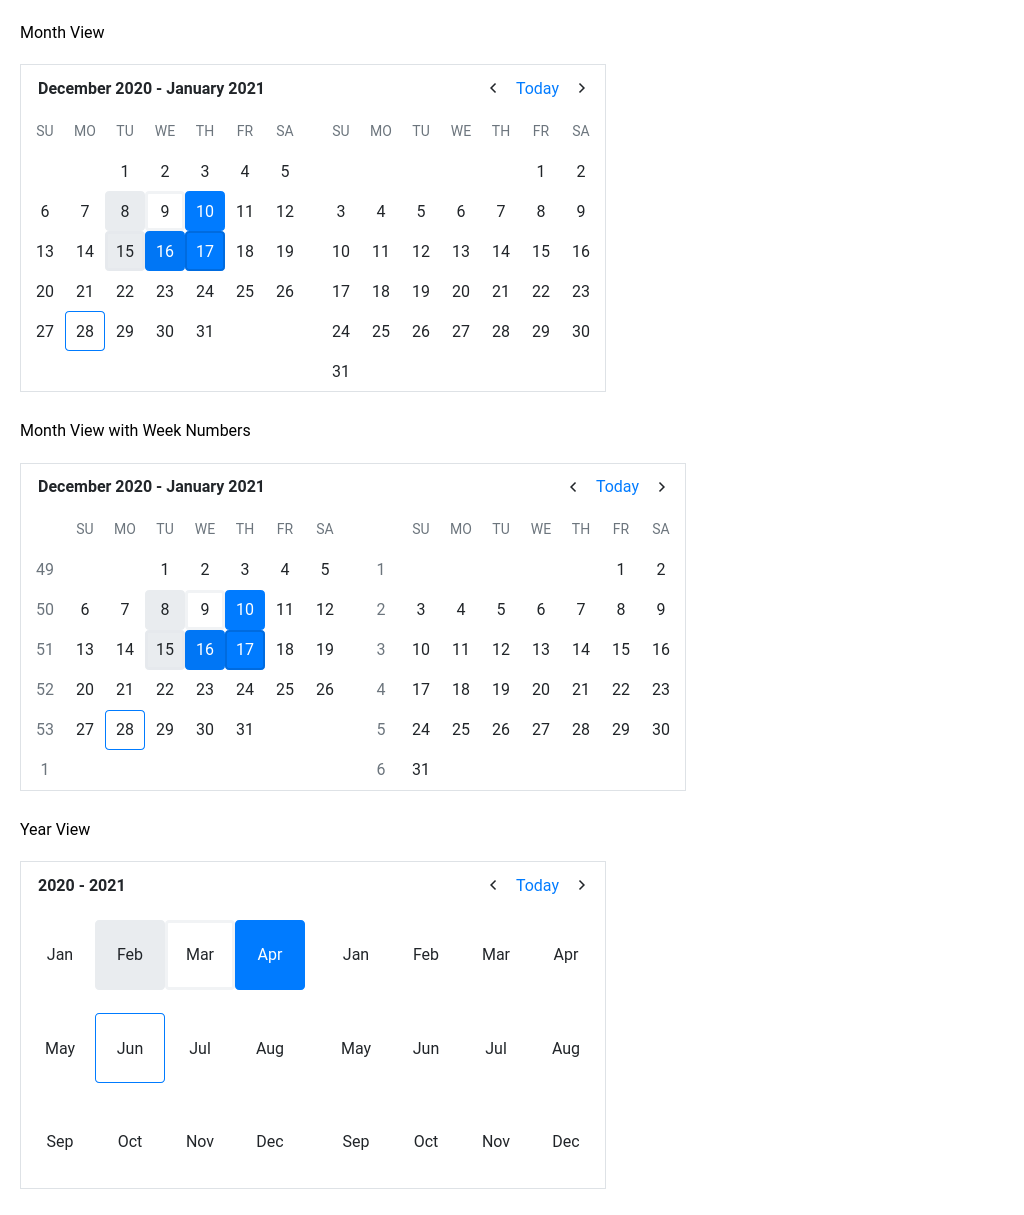 Month View
December 2020 - January 2021 Today
SU MO TU WE TH FR SA SU MO TU WE TH FR SA
1 2 3 4 5 1 2
6 7 8 9 10 11 12 3 4 5 6 7 8 9
13 14 15 16 17 18 19 10 11 12 13 14 15 16
20 21 22 23 24 25 26 17 18 19 20 21 22 23
27 28 29 30 31 24 25 26 27 28 29 30
31
Month View with Week Numbers
December 2020 - January 2021 Today
SU MO TU WE TH FR SA SU MO TU WE TH FR SA
49 1 2 3 4 5 1 1 2
50 6 7 8 9 10 11 12 2 3 4 5 6 7 8 9
51 13 14 15 16 17 18 19 3 10 11 12 13 14 15 16
52 20 21 22 23 24 25 26 4 17 18 19 20 21 22 23
53 27 28 29 30 31 5 24 25 26 27 28 29 30
1 6 31
Year View
2020 - 2021 Today
Jan Feb Mar Apr Jan Feb Mar Apr
May Jun Jul Aug May Jun Jul Aug
Sep Oct Nov Dec Sep Oct Nov Dec